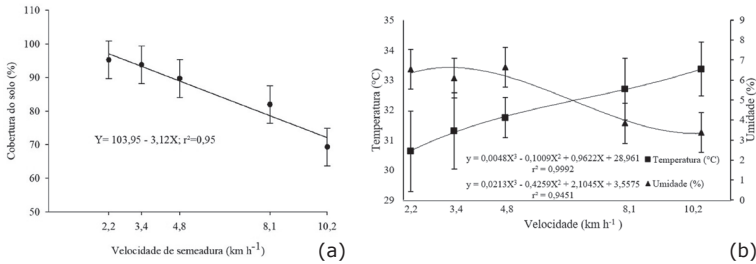 110
100
90
80
70
60
50
Cobertura do solo (%)
Y= 103,95 - 3,12X; r²=0,95
2,2 3,4 4,8 8,1 10,2
Velocidade de semeadura (km h-1)
(a)
35
34
33
32
31
30
29
Temperatura (°C)
9
8
7
6
5
4
3
2
1
0
Umidade (%)
y = 0,0048X³ - 0,1009X² + 0,9622X + 28,961
r² = 0,9992
Temperatura (°C)
y = 0,0213X³ - 0,4259X² + 2,1045X + 3,5575
r² = 0,9451
Umidade (%)
2,2 3,4 4,8 8,1 10,2
Velocidade (km h-1 )
(b)